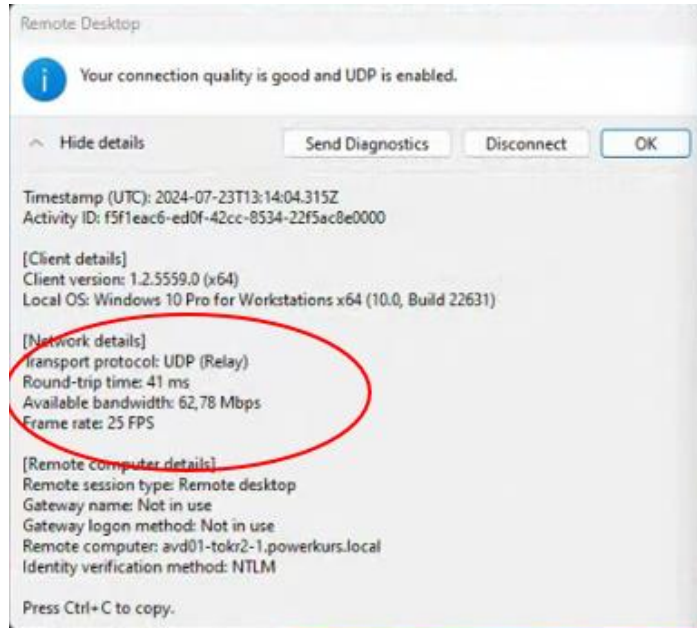 Remote Desktop
Your connection quality is good and UDP is enabled.
Hide details
Send Diagnostics
Disconnect
OK
Timestamp (UTC): 2024-07-23T13:14:04.315Z
Activity ID: f5f1eac6-ed0f-42cc-8534-22f5ac8e0000
[Client details]
Client version: 1.2.5559.0 (x64)
Local OS: Windows 10 Pro for Workstations x64 (10.0, Build 22631)
[Network details]
Transport protocol: UDP (Relay)
Round-trip time: 41 ms
Available bandwidth: 62,78 Mbps
Frame rate: 25 FPS
[Remote computer details]
Remote session type: Remote desktop
Gateway name: Not in use
Gateway logon method: Not in use
Remote computer: avd01-tokr2-1.powerkurs.local
Identity verification method: NTLM
Press Ctrl+C to copy.